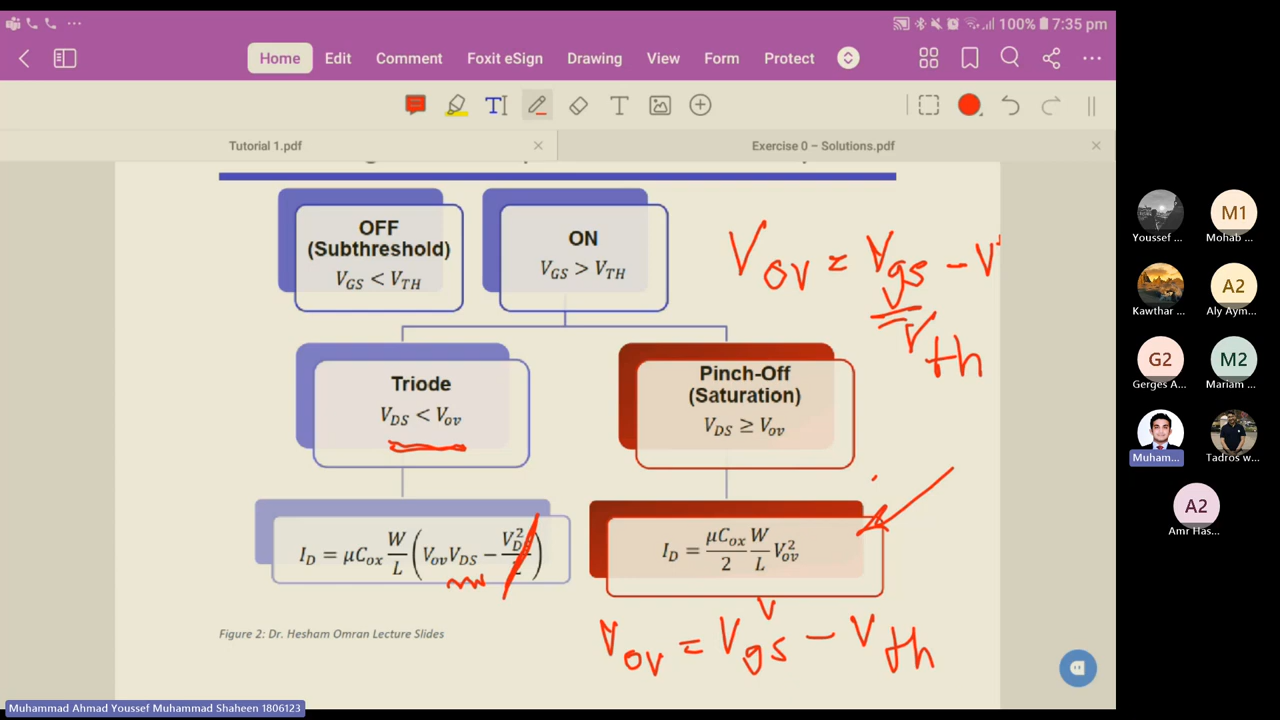 100% 7:35 pm
Home Edit Comment Foxit eSign Drawing View Form Protect
Tutorial 1.pdf
Exercise 0 – Solutions.pdf
OFF
(Subthreshold)
V_GS < V_TH
ON
V_GS > V_TH
V_ov = V_gs - V
V_th
Triode
V_DS < V_ov
Pinch-Off
(Saturation)
V_DS ≥ V_ov
I_D = μC_ox W/L (V_ov V_DS − V_DS^2/2)
I_D = μC_ox/2 W/L V_ov^2
V_ov = V_gs - V_th
Figure 2: Dr. Hesham Omran Lecture Slides
Muhammad Ahmad Youssef Muhammad Shaheen 1806123
Youssef ...
M1
Mohab ...
Kawthar ...
A2
Aly Aym...
G2
Gerges A...
M2
Mariam ...
Muham...
Tadros w...
A2
Amr Has...